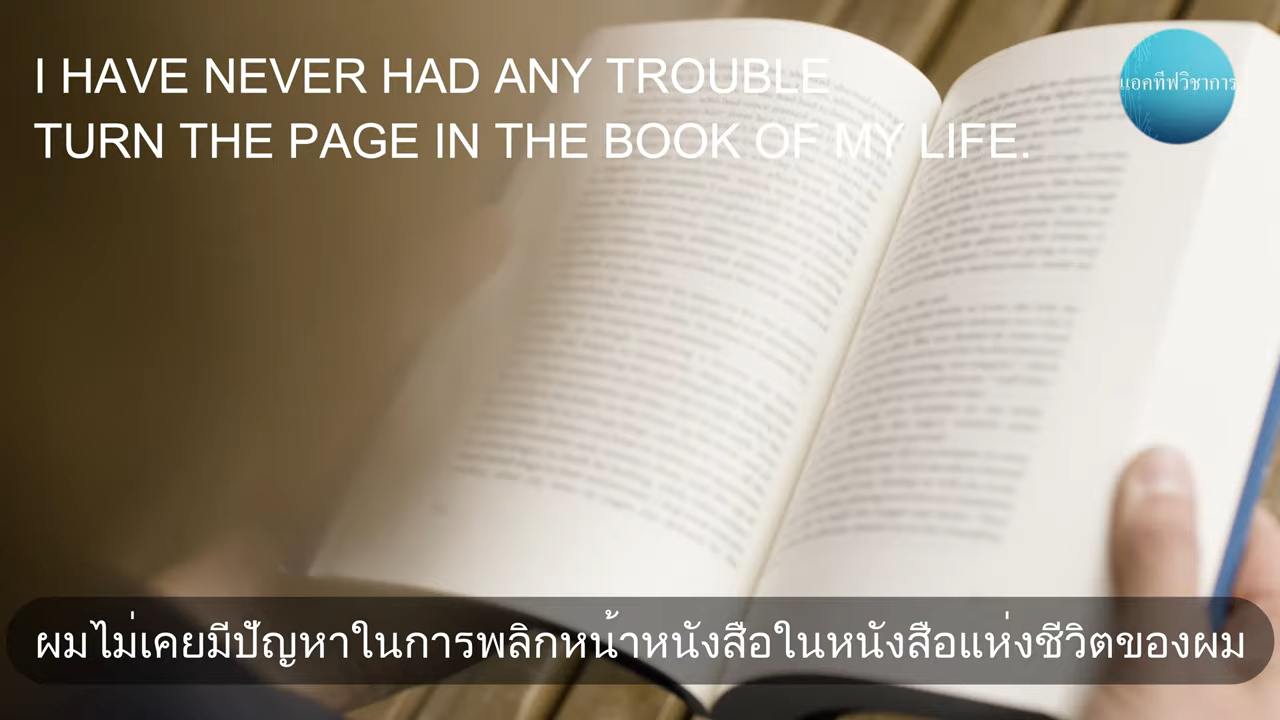 I HAVE NEVER HAD ANY TROUBLE
TURN THE PAGE IN THE BOOK OF MY LIFE.
แอคทีฟวิชาการ
ผมไม่เคยมีปัญหาในการพลิกหน้าหนังสือในหนังสือแห่งชีวิตของผม